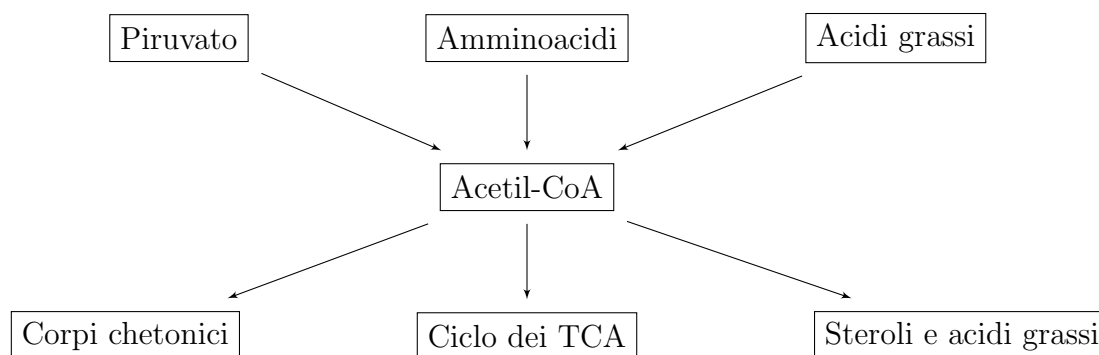 Piruvato
Amminoacidi
Acidi grassi
Acetil-CoA
Corpi chetonici
Ciclo dei TCA
Steroli e acidi grassi